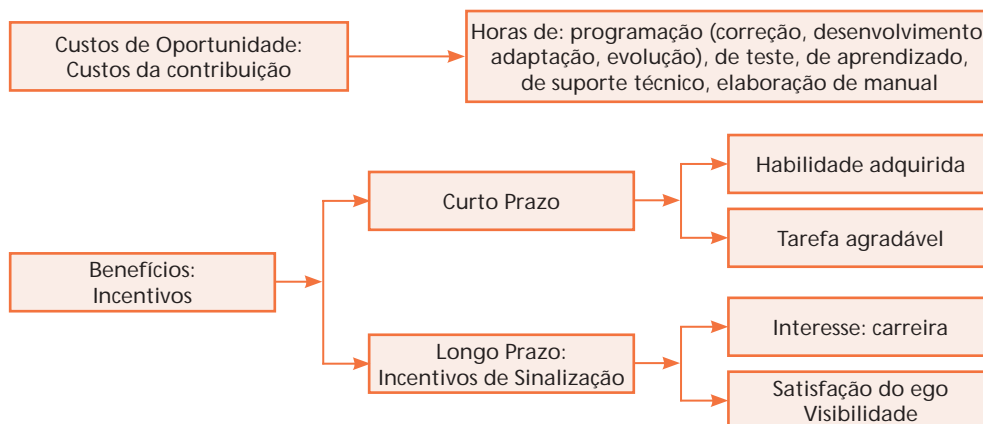 Custos de Oportunidade:
Custos da contribuição
Horas de: programação (correção, desenvolvimento
adaptação, evolução), de teste, de aprendizado,
de suporte técnico, elaboração de manual
Habilidade adquirida
Curto Prazo
Tarefa agradável
Benefícios:
Incentivos
Interesse: carreira
Longo Prazo:
Incentivos de Sinalização
Satisfação do ego
Visibilidade